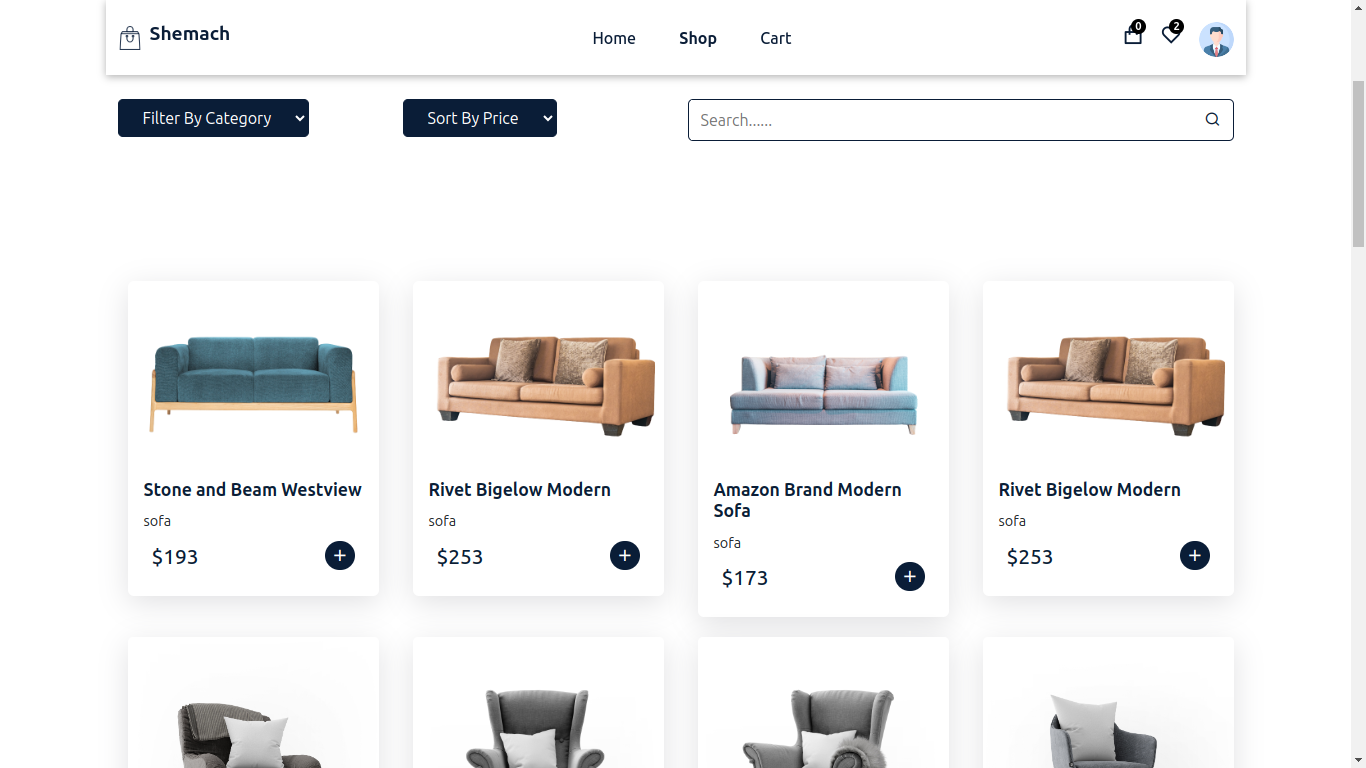 Shemach
Home
Shop
Cart
0
2
Filter By Category
Sort By Price
Search......
Stone and Beam Westview
sofa
$193
+
Rivet Bigelow Modern
sofa
$253
+
Amazon Brand Modern
Sofa
sofa
$173
+
Rivet Bigelow Modern
sofa
$253
+